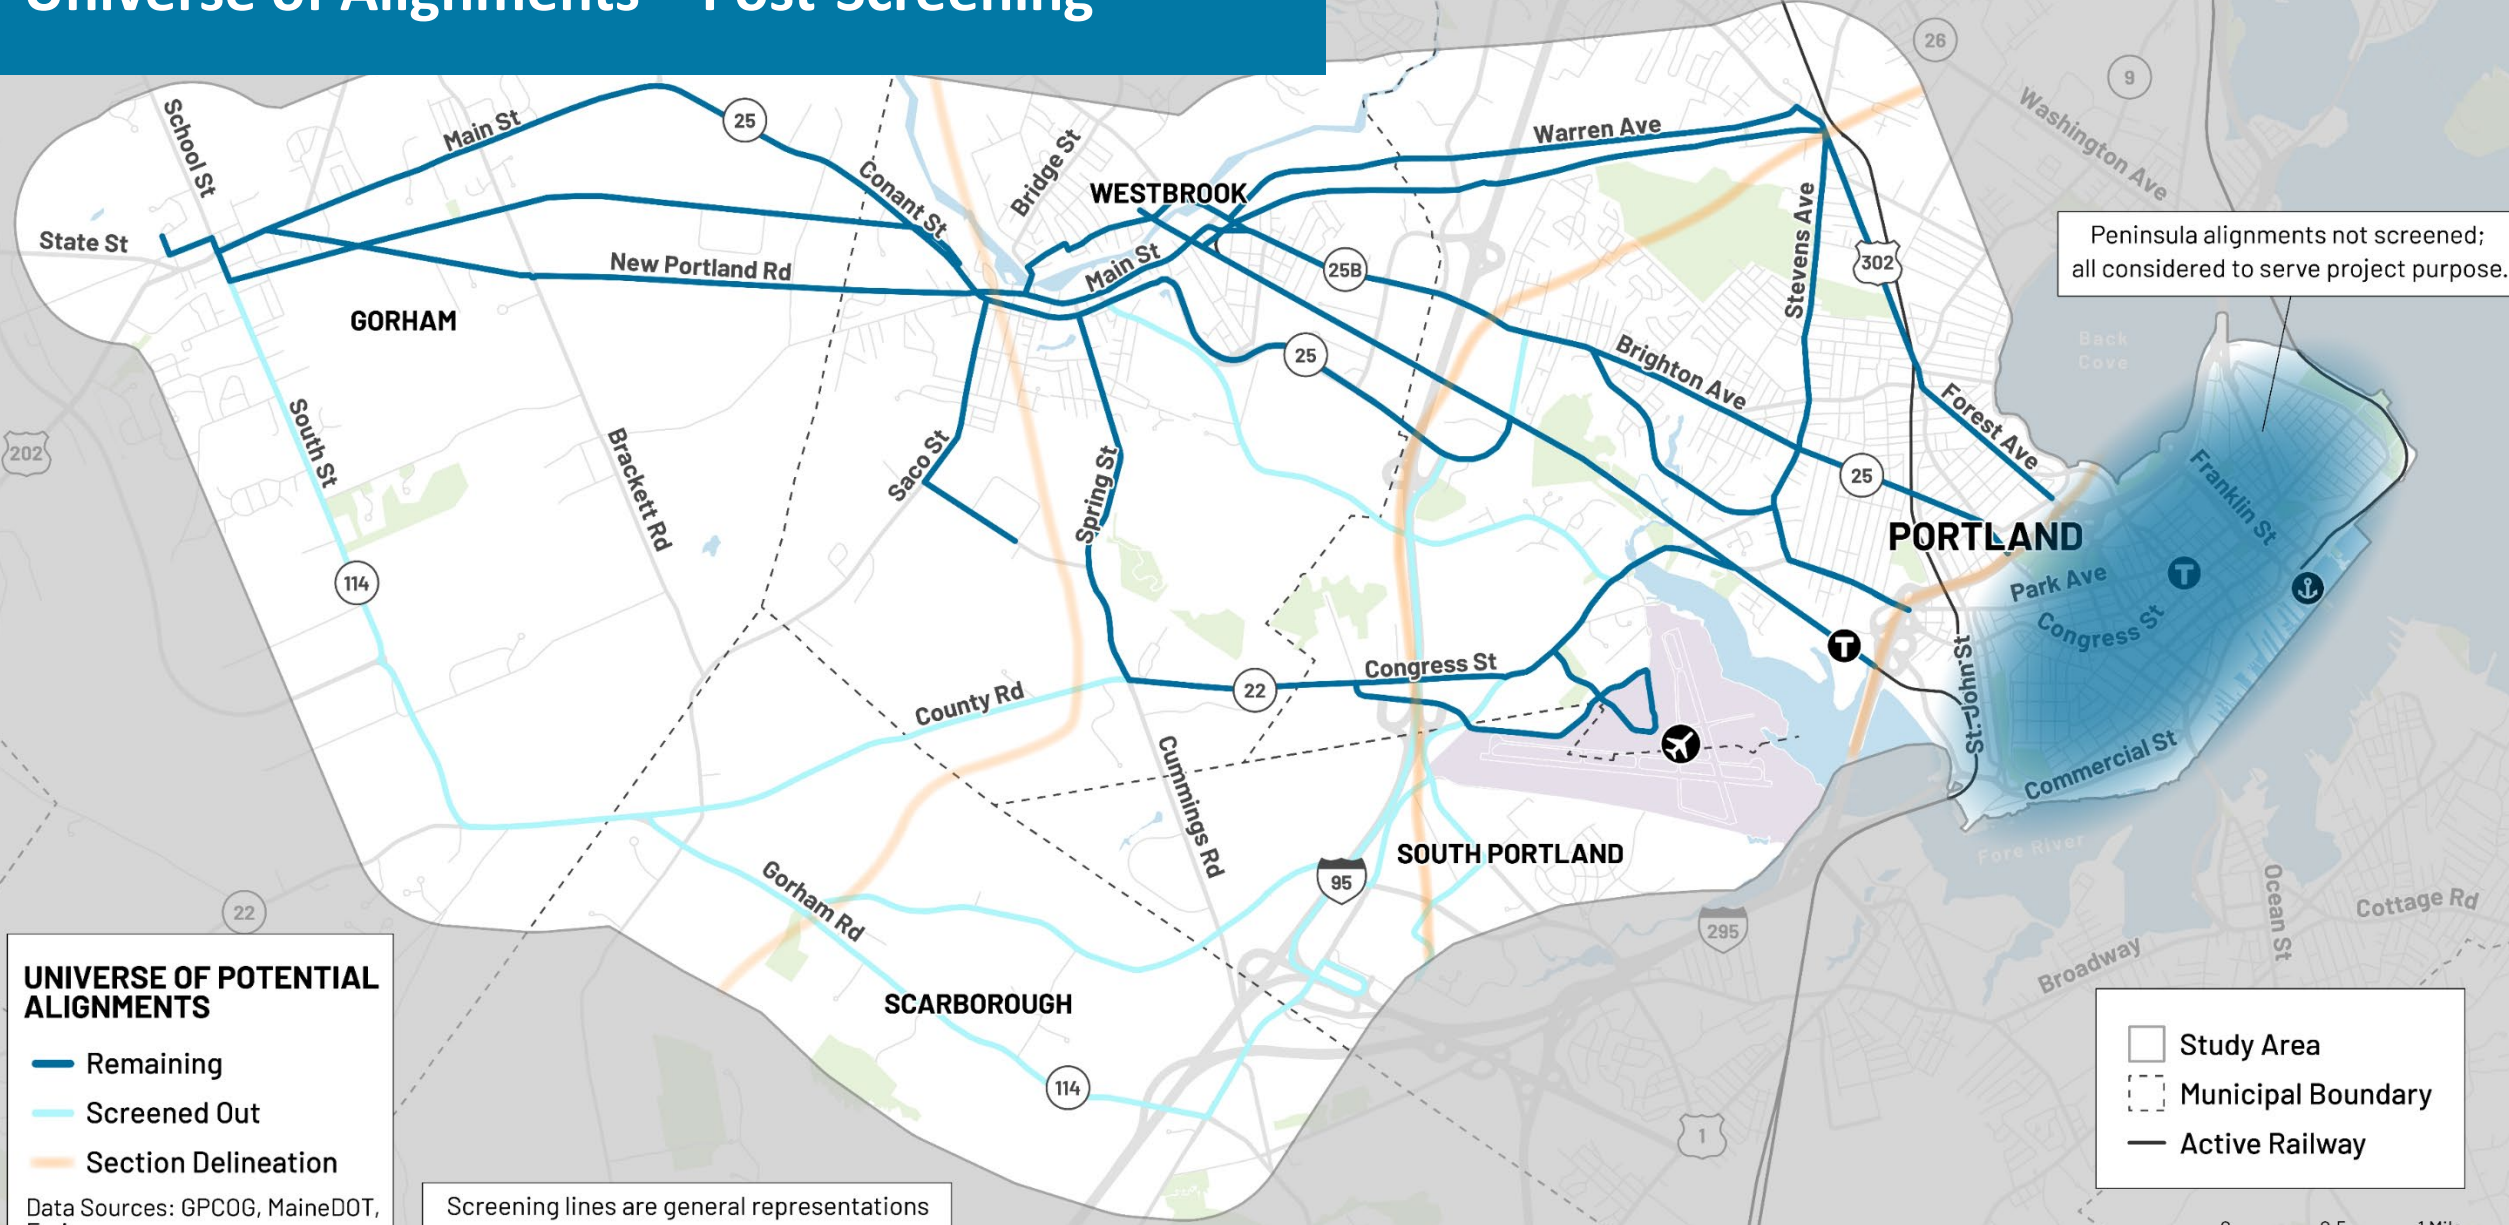 Universe of Alignments – Post-Screening
26
9
Washington Ave
School St
Main St
25
Conant St
Bridge St
WESTBROOK
Warren Ave
State St
New Portland Rd
Main St
25B
Stevens Ave
302
Peninsula alignments not screened;
all considered to serve project purpose.
GORHAM
25
Brighton Ave
Back
Cove
Forest Ave
202
South St
Brackett Rd
Saco St
Spring St
25
Franklin St
PORTLAND
114
T
Park Ave
Congress St
T
St. John St
22
Congress St
County Rd
Cummings Rd
Commercial St
Fore River
95
SOUTH PORTLAND
Gorham Rd
22
295
Ocean St
Cottage Rd
Broadway
SCARBOROUGH
114
1
UNIVERSE OF POTENTIAL
ALIGNMENTS
Remaining
Screened Out
Section Delineation
Data Sources: GPCOG, MaineDOT,
Screening lines are general representations
Study Area
Municipal Boundary
Active Railway